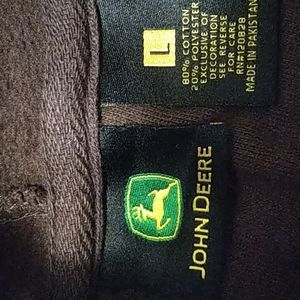 L
80% COTTON
20% POLYESTER
EXCLUSIVE OF
DECORATION
SEE REVERSE
FOR CARE
RN#120828
MADE IN PAKISTAN
JOHN DEERE